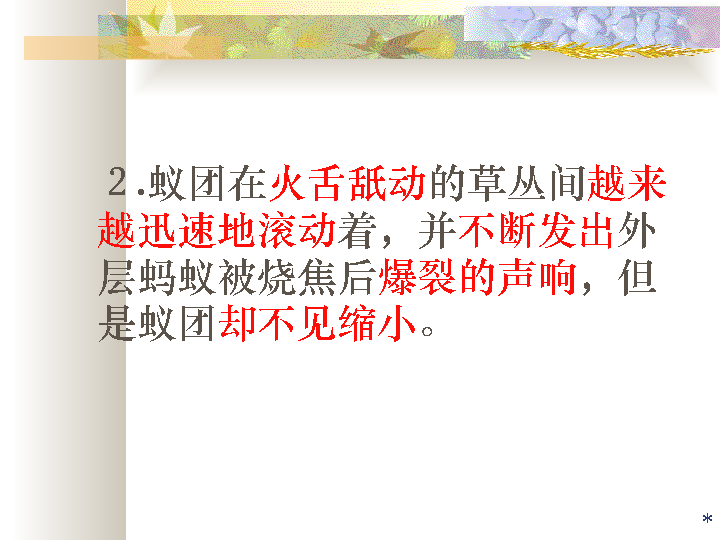 ２.蚁团在火舌舐动的草丛间越来
越迅速地滚动着，并不断发出外
层蚂蚁被烧焦后爆裂的声响，但
是蚁团却不见缩小。
*